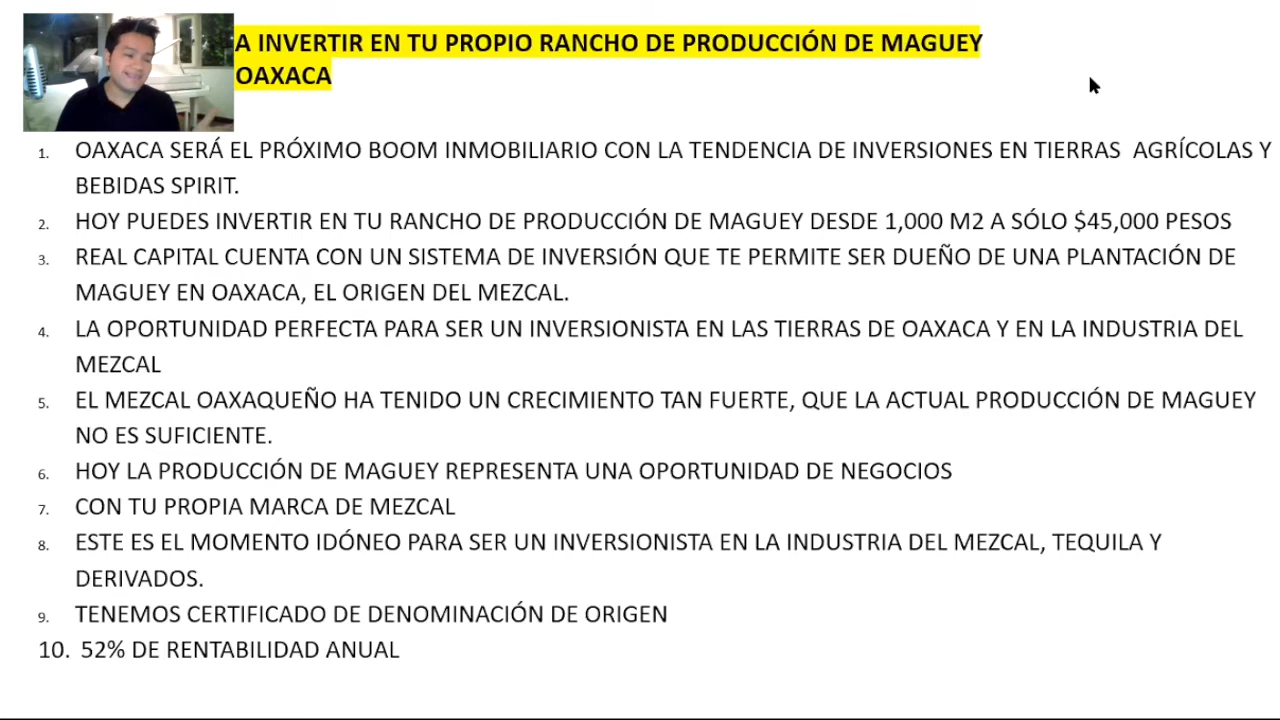 A INVERTIR EN TU PROPIO RANCHO DE PRODUCCIÓN DE MAGUEY
OAXACA
1. OAXACA SERÁ EL PRÓXIMO BOOM INMOBILIARIO CON LA TENDENCIA DE INVERSIONES EN TIERRAS AGRÍCOLAS Y
BEBIDAS SPIRIT.
2. HOY PUEDES INVERTIR EN TU RANCHO DE PRODUCCIÓN DE MAGUEY DESDE 1,000 M2 A SÓLO $45,000 PESOS
3. REAL CAPITAL CUENTA CON UN SISTEMA DE INVERSIÓN QUE TE PERMITE SER DUEÑO DE UNA PLANTACIÓN DE
MAGUEY EN OAXACA, EL ORIGEN DEL MEZCAL.
4. LA OPORTUNIDAD PERFECTA PARA SER UN INVERSIONISTA EN LAS TIERRAS DE OAXACA Y EN LA INDUSTRIA DEL
MEZCAL
5. EL MEZCAL OAXAQUEÑO HA TENIDO UN CRECIMIENTO TAN FUERTE, QUE LA ACTUAL PRODUCCIÓN DE MAGUEY
NO ES SUFICIENTE.
6. HOY LA PRODUCCIÓN DE MAGUEY REPRESENTA UNA OPORTUNIDAD DE NEGOCIOS
7. CON TU PROPIA MARCA DE MEZCAL
8. ESTE ES EL MOMENTO IDÓNEO PARA SER UN INVERSIONISTA EN LA INDUSTRIA DEL MEZCAL, TEQUILA Y
DERIVADOS.
9. TENEMOS CERTIFICADO DE DENOMINACIÓN DE ORIGEN
10. 52% DE RENTABILIDAD ANUAL